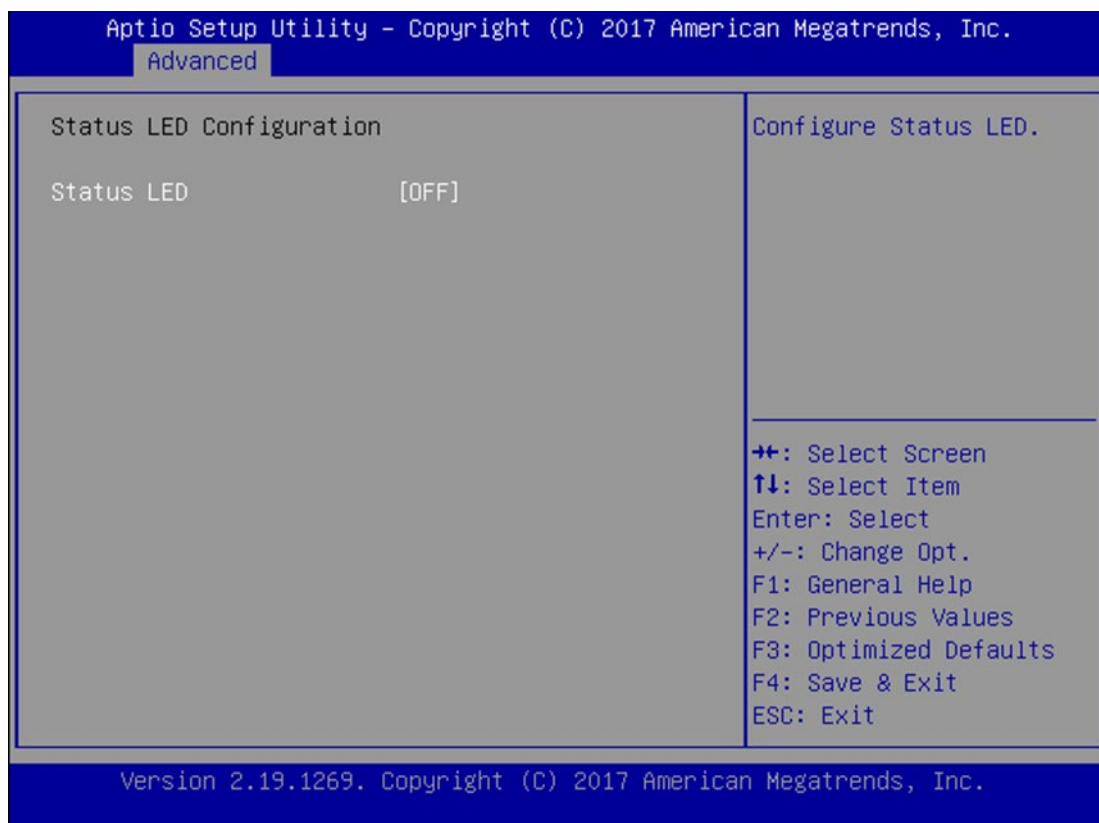 Aptio Setup Utility – Copyright (C) 2017 American Megatrends, Inc.
Advanced
Status LED Configuration
Status LED [OFF]
Configure Status LED.
→←: Select Screen
↑↓: Select Item
Enter: Select
+/-: Change Opt.
F1: General Help
F2: Previous Values
F3: Optimized Defaults
F4: Save & Exit
ESC: Exit
Version 2.19.1269. Copyright (C) 2017 American Megatrends, Inc.